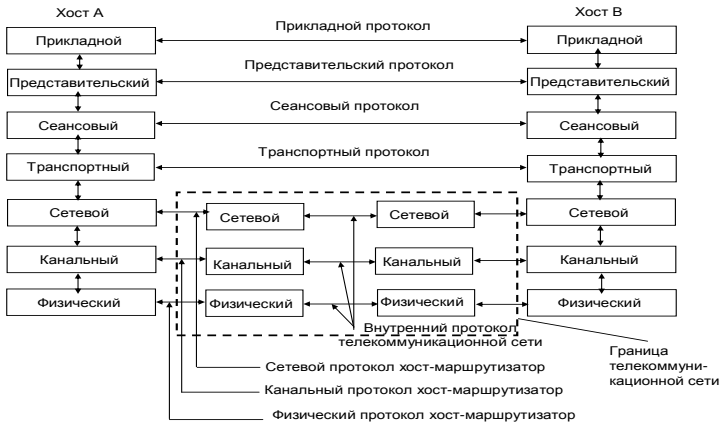 Хост А
Хост В
Прикладной протокол
Прикладной
Прикладной
Представительский протокол
Представительский
Представительский
Сеансовый протокол
Сеансовый
Сеансовый
Транспортный протокол
Транспортный
Транспортный
Сетевой
Сетевой
Сетевой
Сетевой
Канальный
Канальный
Канальный
Канальный
Физический
Физический
Физический
Физический
Внутренний протокол
телекоммуникационной сети
Граница
телекоммуни-
кационной сети
Сетевой протокол хост-маршрутизатор
Канальный протокол хост-маршрутизатор
Физический протокол хост-маршрутизатор